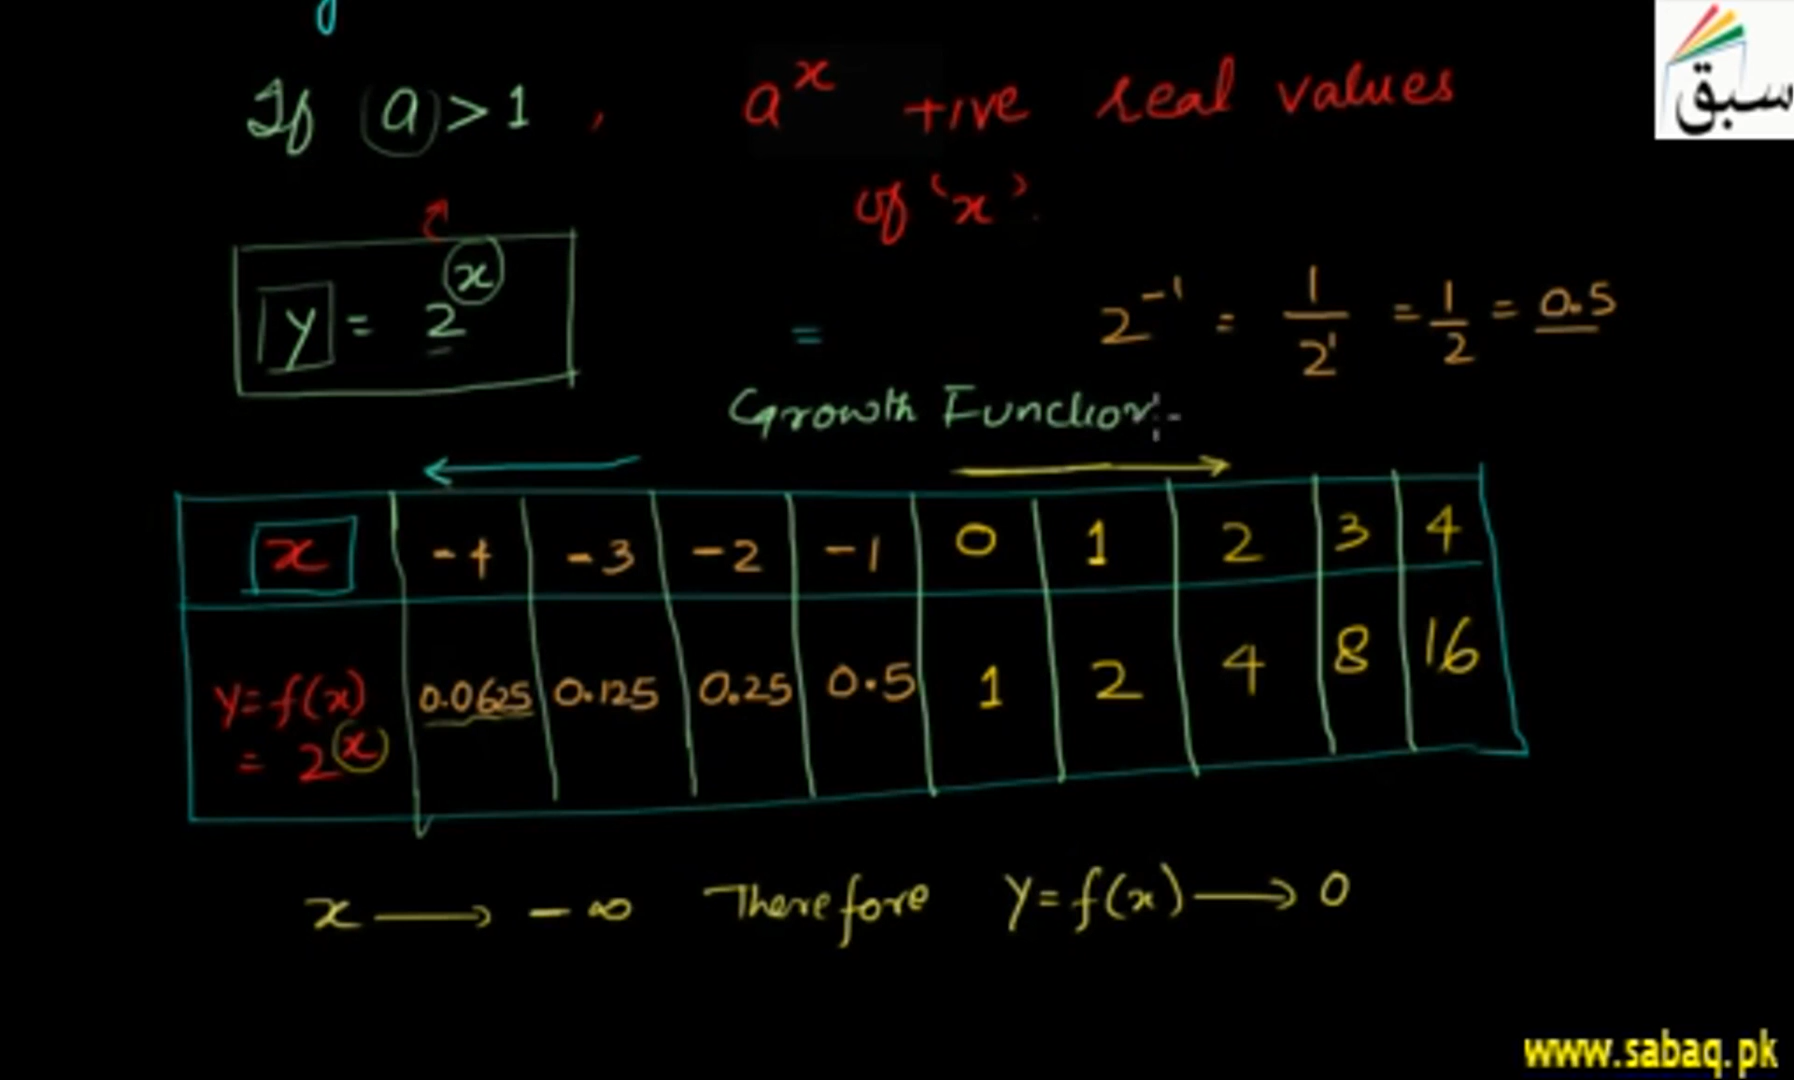 If a > 1, a^x +ive real values
سبق
of 'x'.
y = 2^x
=
2^-1 = 1/2^1 = 1/2 = 0.5
Growth Function:-
x -4 -3 -2 -1 0 1 2 3 4
y=f(x) 0.0625 0.125 0.25 0.5 1 2 4 8 16
= 2^x
x → -∞ Therefore y=f(x) → 0
www.sabaq.pk